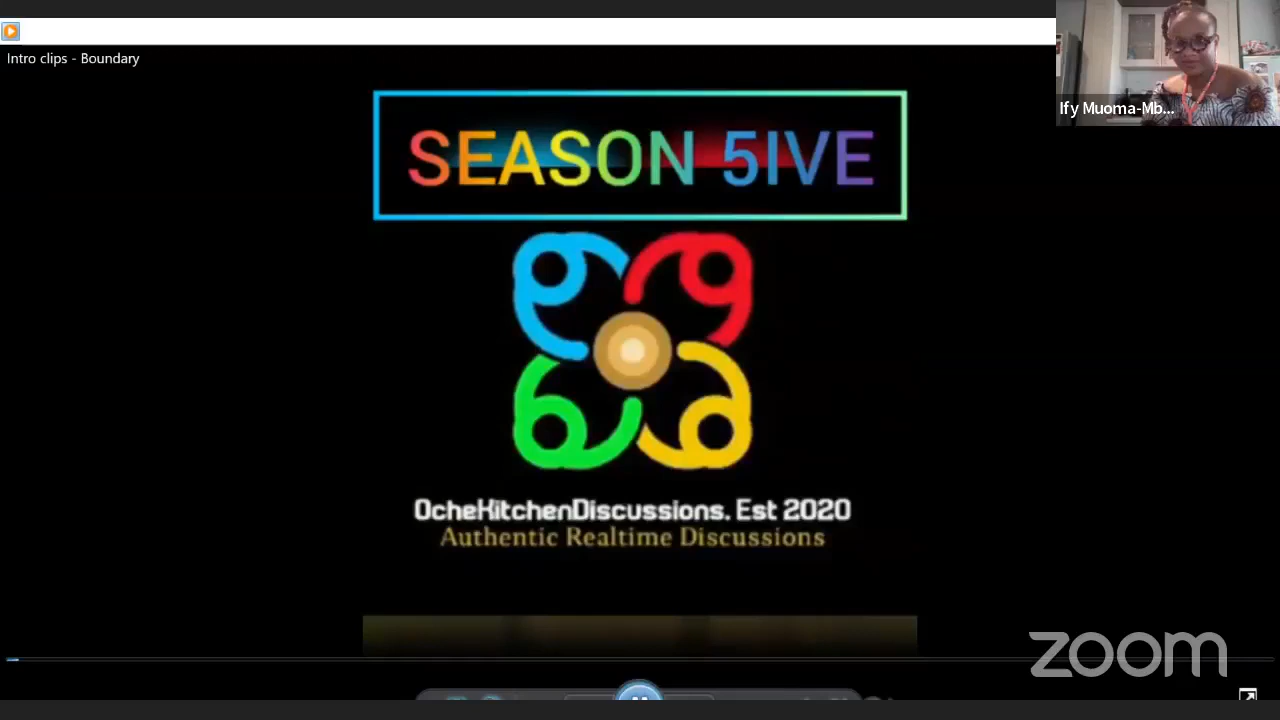 Intro clips - Boundary
Ify Muoma-Mb...
SEASON 5IVE
OcheKitchenDiscussions. Est 2020
Authentic Realtime Discussions
zoom